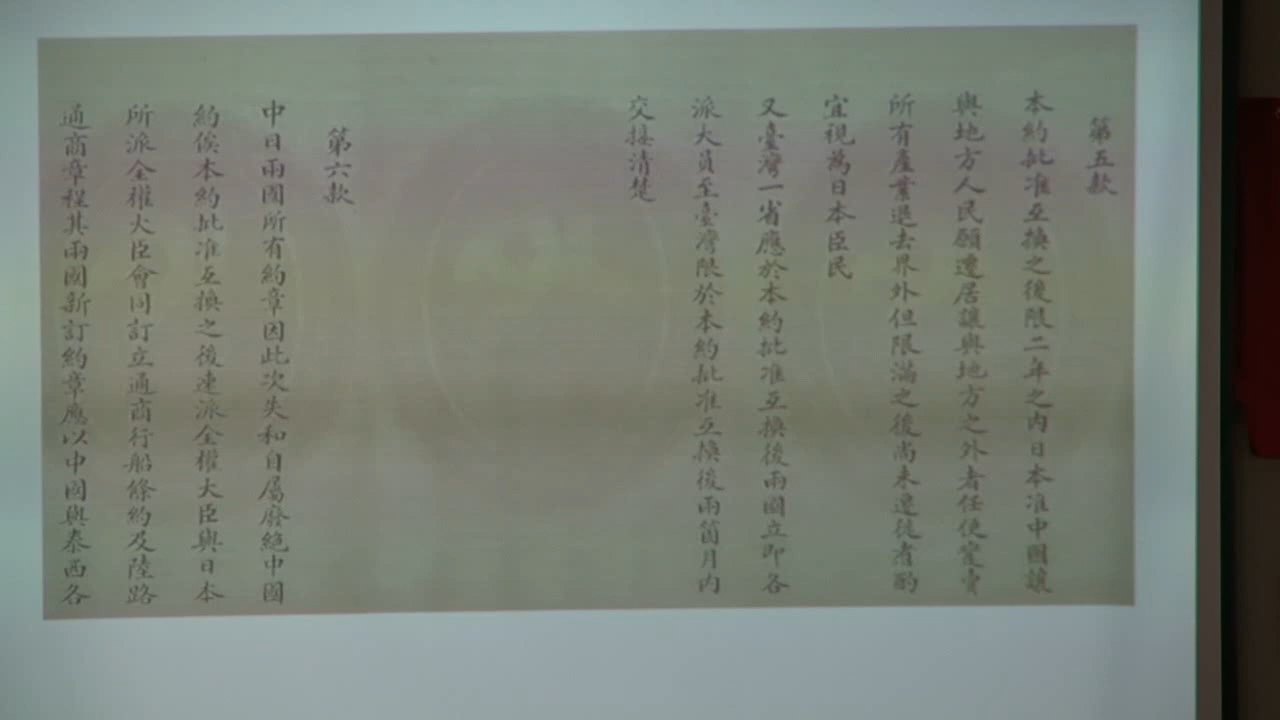 第五款
本約批准互換之後限二年之內日本准中國讓
與地方人民願遷居讓與地方之外者任便變賣
所有產業退去界外但限滿之後尚未遷徙者酌
宜視為日本臣民
又臺灣一省應於本約批准互換後兩國立即各
派大員至臺灣限於本約批准互換後兩箇月內
交接清楚
第六款
中日兩國所有約章因此次失和自屬廢絕中國
約俟本約批准互換之後速派全權大臣與日本
所派全權大臣會同訂立通商行船條約及陸路
通商章程其兩國新訂約章應以中國與泰西各